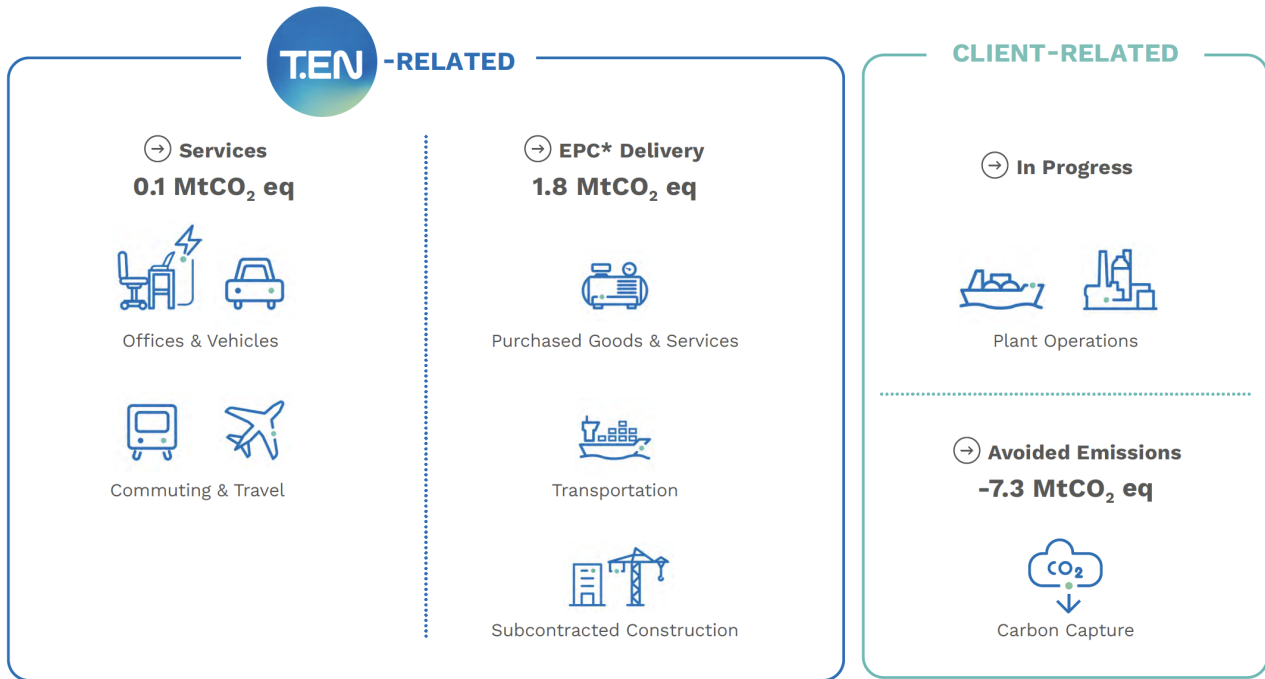 T.EN -RELATED
Services
0.1 MtCO₂ eq
Offices & Vehicles
Commuting & Travel
EPC* Delivery
1.8 MtCO₂ eq
Purchased Goods & Services
Transportation
Subcontracted Construction
CLIENT-RELATED
In Progress
Plant Operations
Avoided Emissions
-7.3 MtCO₂ eq
CO₂
Carbon Capture